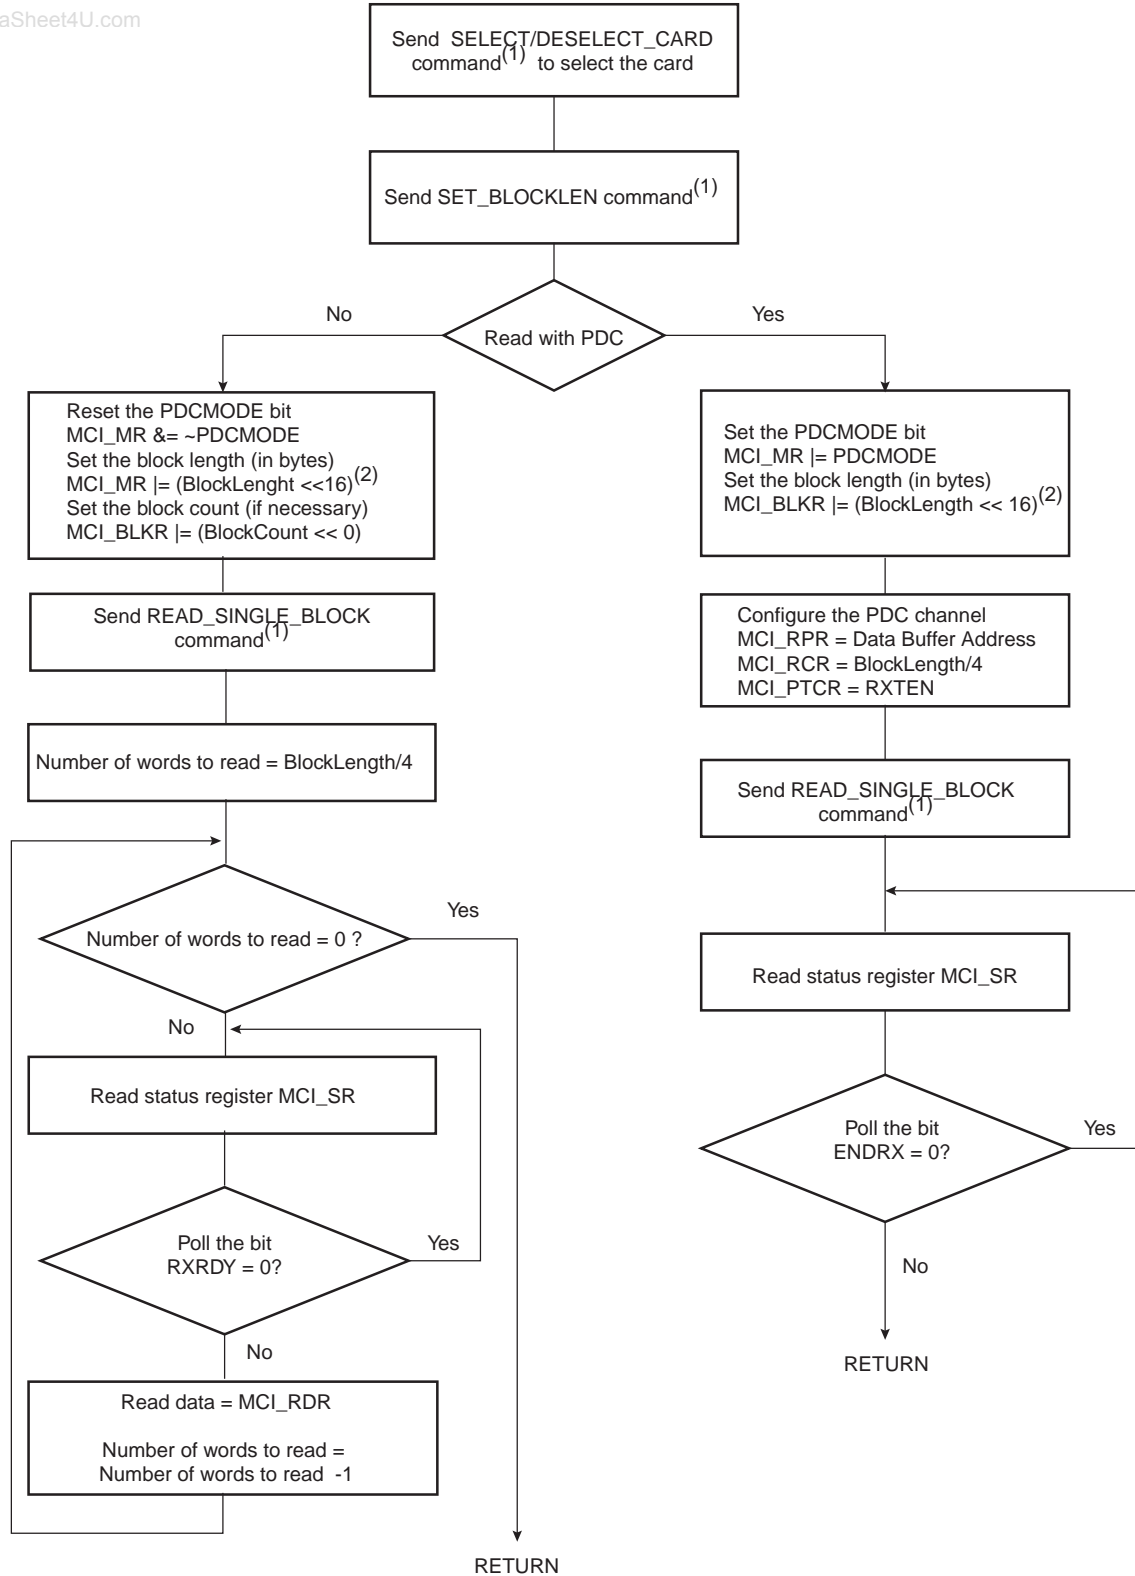 aSheet4U.com
Send SELECT/DESELECT_CARD
command(1) to select the card
Send SET_BLOCKLEN command(1)
Read with PDC
No
Yes
Reset the PDCMODE bit
MCI_MR &= ~PDCMODE
Set the block length (in bytes)
MCI_MR |= (BlockLenght <<16)(2)
Set the block count (if necessary)
MCI_BLKR |= (BlockCount << 0)
Send READ_SINGLE_BLOCK
command(1)
Number of words to read = BlockLength/4
Number of words to read = 0 ?
Yes
No
Read status register MCI_SR
Poll the bit
RXRDY = 0?
Yes
No
Read data = MCI_RDR
Number of words to read =
Number of words to read -1
RETURN
Set the PDCMODE bit
MCI_MR |= PDCMODE
Set the block length (in bytes)
MCI_BLKR |= (BlockLength << 16)(2)
Configure the PDC channel
MCI_RPR = Data Buffer Address
MCI_RCR = BlockLength/4
MCI_PTCR = RXTEN
Send READ_SINGLE_BLOCK
command(1)
Read status register MCI_SR
Poll the bit
ENDRX = 0?
Yes
No
RETURN